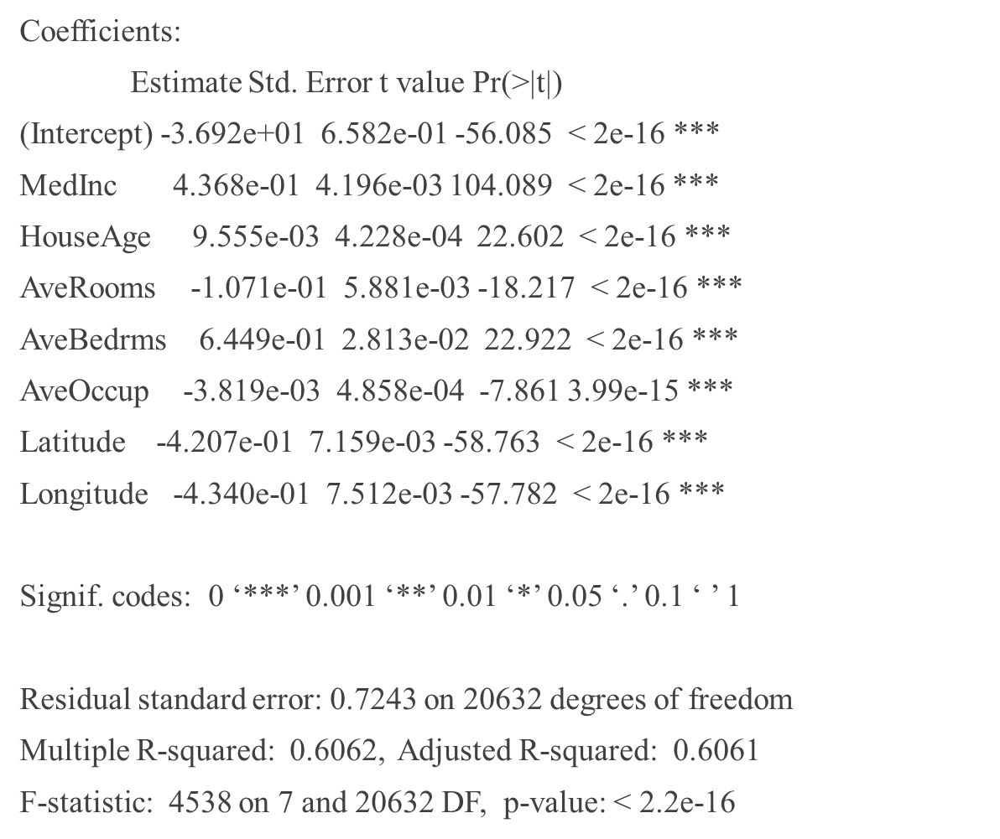 Coefficients:
Estimate Std. Error t value Pr(>|t|)
(Intercept) -3.692e+01 6.582e-01 -56.085 < 2e-16 ***
MedInc 4.368e-01 4.196e-03 104.089 < 2e-16 ***
HouseAge 9.555e-03 4.228e-04 22.602 < 2e-16 ***
AveRooms -1.071e-01 5.881e-03 -18.217 < 2e-16 ***
AveBedrms 6.449e-01 2.813e-02 22.922 < 2e-16 ***
AveOccup -3.819e-03 4.858e-04 -7.861 3.99e-15 ***
Latitude -4.207e-01 7.159e-03 -58.763 < 2e-16 ***
Longitude -4.340e-01 7.512e-03 -57.782 < 2e-16 ***
Signif. codes: 0 ‘***’ 0.001 ‘**’ 0.01 ‘*’ 0.05 ‘.’ 0.1 ‘ ’ 1
Residual standard error: 0.7243 on 20632 degrees of freedom
Multiple R-squared: 0.6062, Adjusted R-squared: 0.6061
F-statistic: 4538 on 7 and 20632 DF, p-value: < 2.2e-16